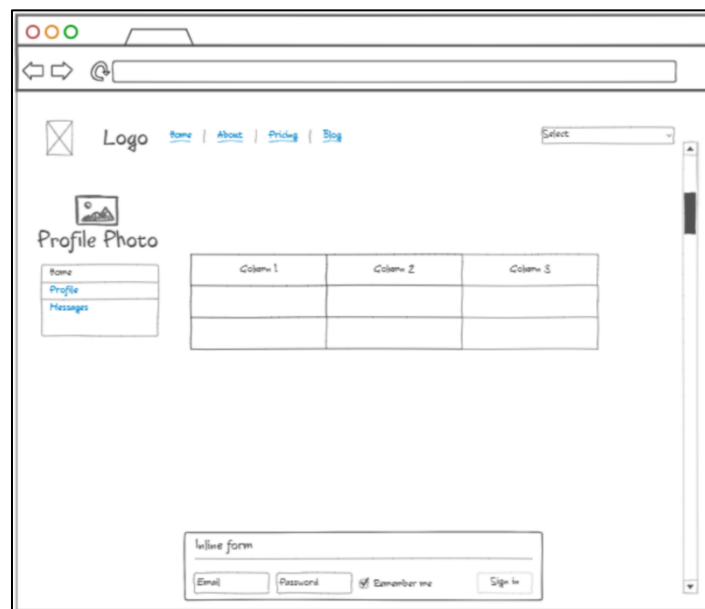 Logo Home | About | Pricing | Blog Select
Profile Photo
Home
Profile
Messages
Column 1 Column 2 Column 3
Inline form
Email Password Remember me Sign in